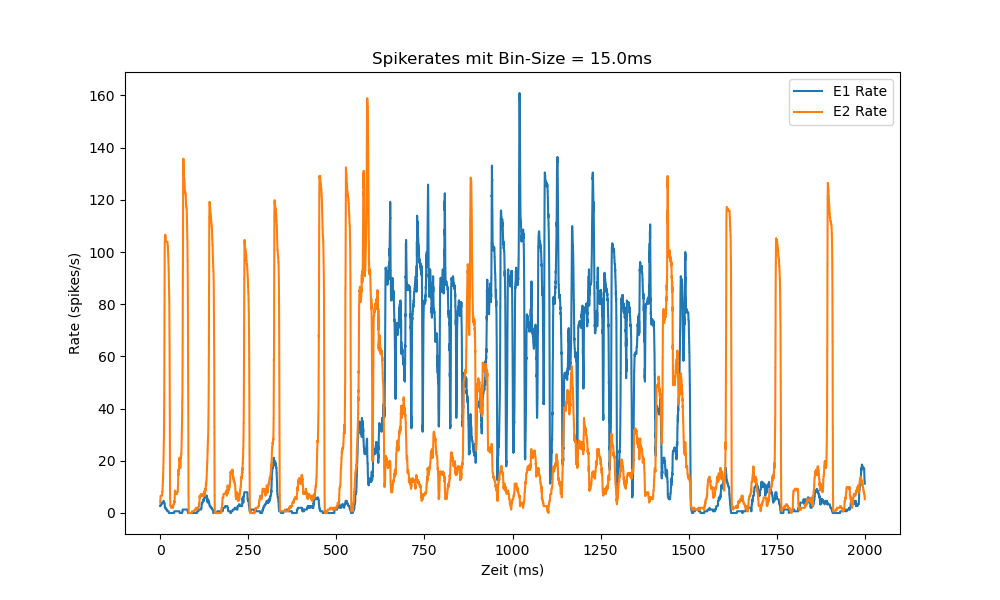 Spikerates mit Bin-Size = 15.0ms
E1 Rate
E2 Rate
Rate (spikes/s)
160
140
120
100
80
60
40
20
0
0 250 500 750 1000 1250 1500 1750 2000
Zeit (ms)